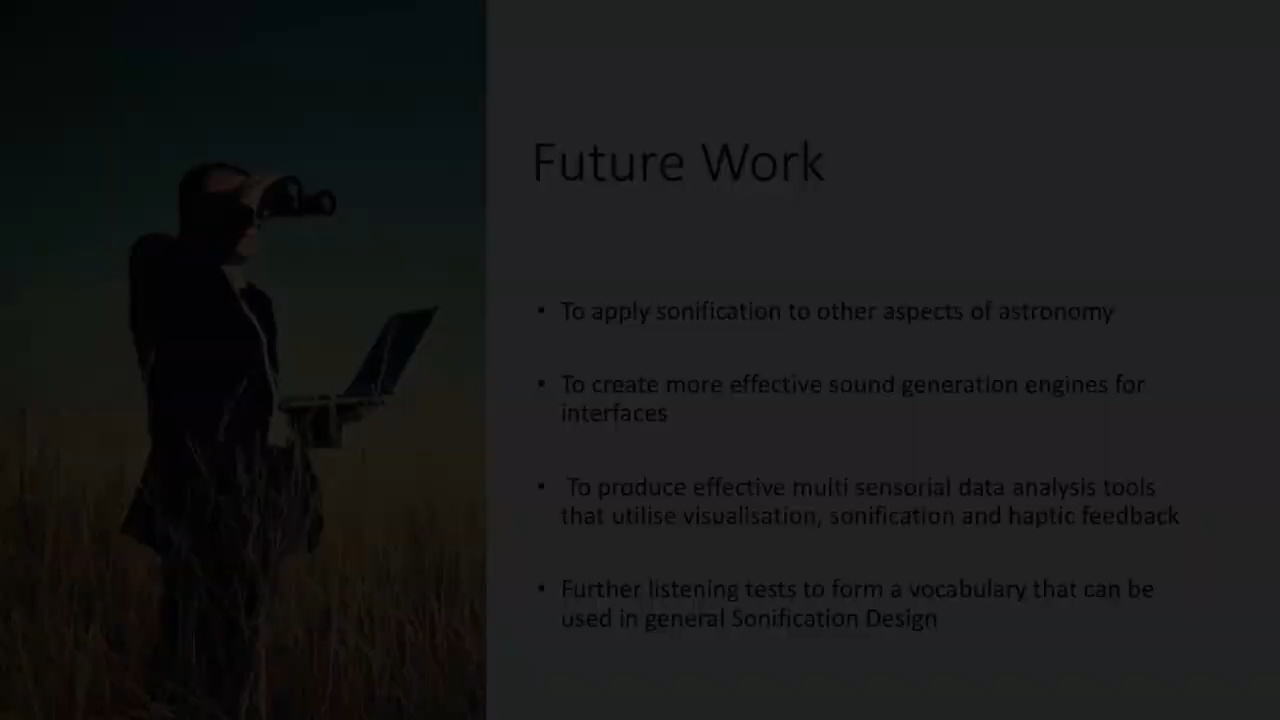 Future Work
• To apply sonification to other aspects of astronomy
• To create more effective sound generation engines for
interfaces
• To produce effective multi sensorial data analysis tools
that utilise visualisation, sonification and haptic feedback
• Further listening tests to form a vocabulary that can be
used in general Sonification Design